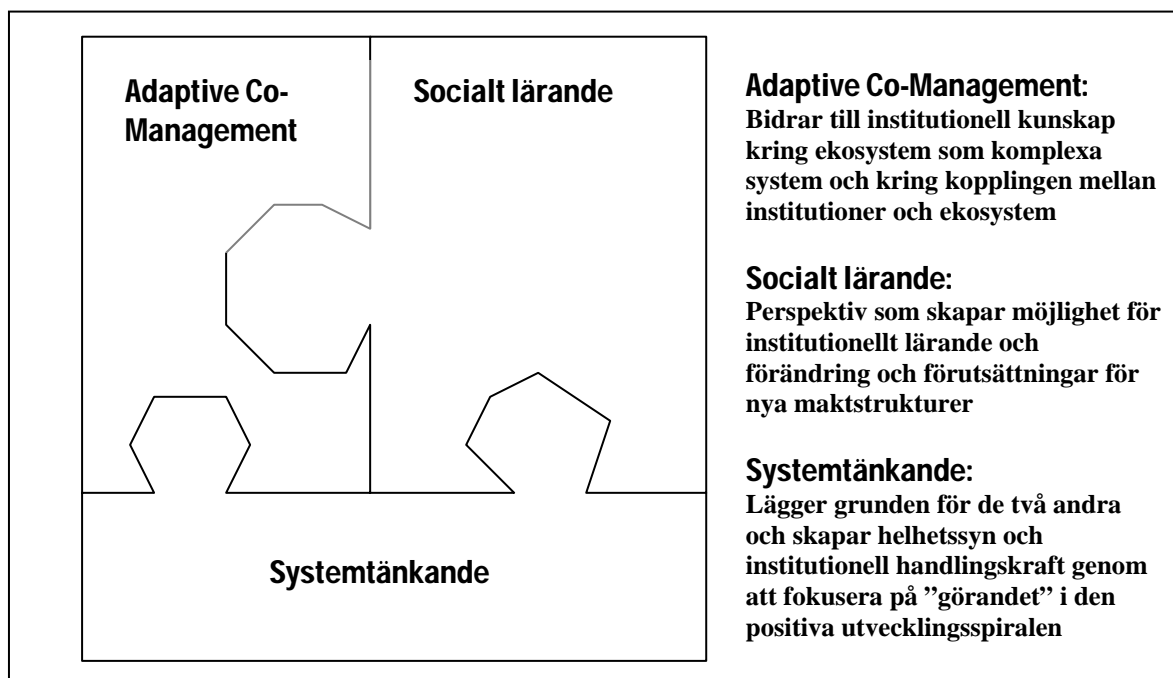 Adaptive Co-
Management
Socialt lärande
Systemtänkande
Adaptive Co-Management:
Bidrar till institutionell kunskap
kring ekosystem som komplexa
system och kring kopplingen mellan
institutioner och ekosystem
Socialt lärande:
Perspektiv som skapar möjlighet för
institutionellt lärande och
förändring och förutsättningar för
nya maktstrukturer
Systemtänkande:
Lägger grunden för de två andra
och skapar helhetssyn och
institutionell handlingskraft genom
att fokusera på ”görandet” i den
positiva utvecklingsspiralen